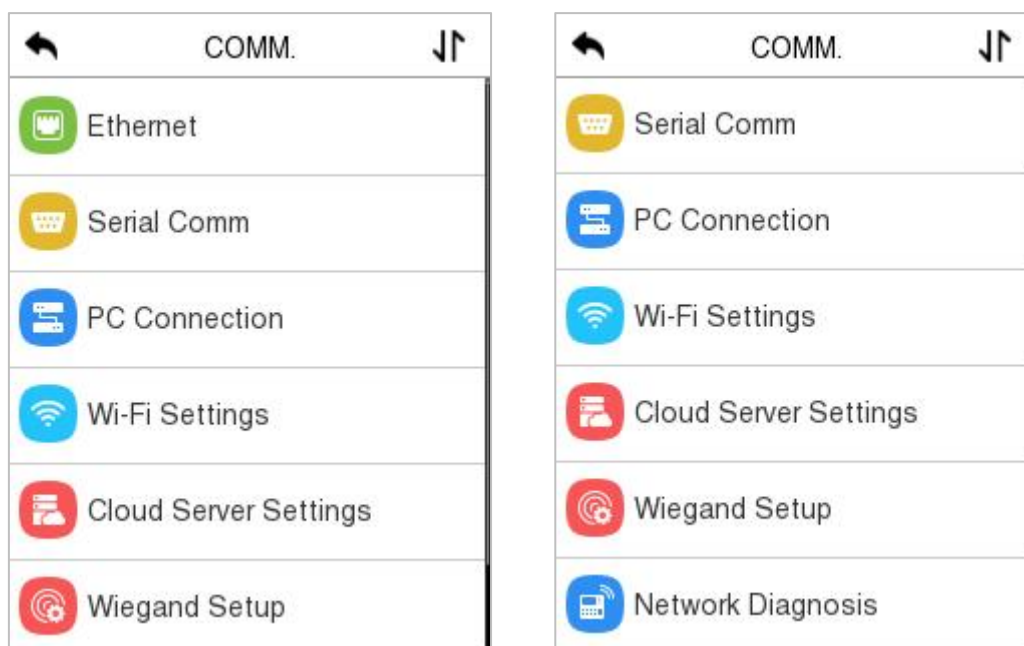 COMM.
Ethernet
Serial Comm
PC Connection
Wi-Fi Settings
Cloud Server Settings
Wiegand Setup
COMM.
Serial Comm
PC Connection
Wi-Fi Settings
Cloud Server Settings
Wiegand Setup
Network Diagnosis